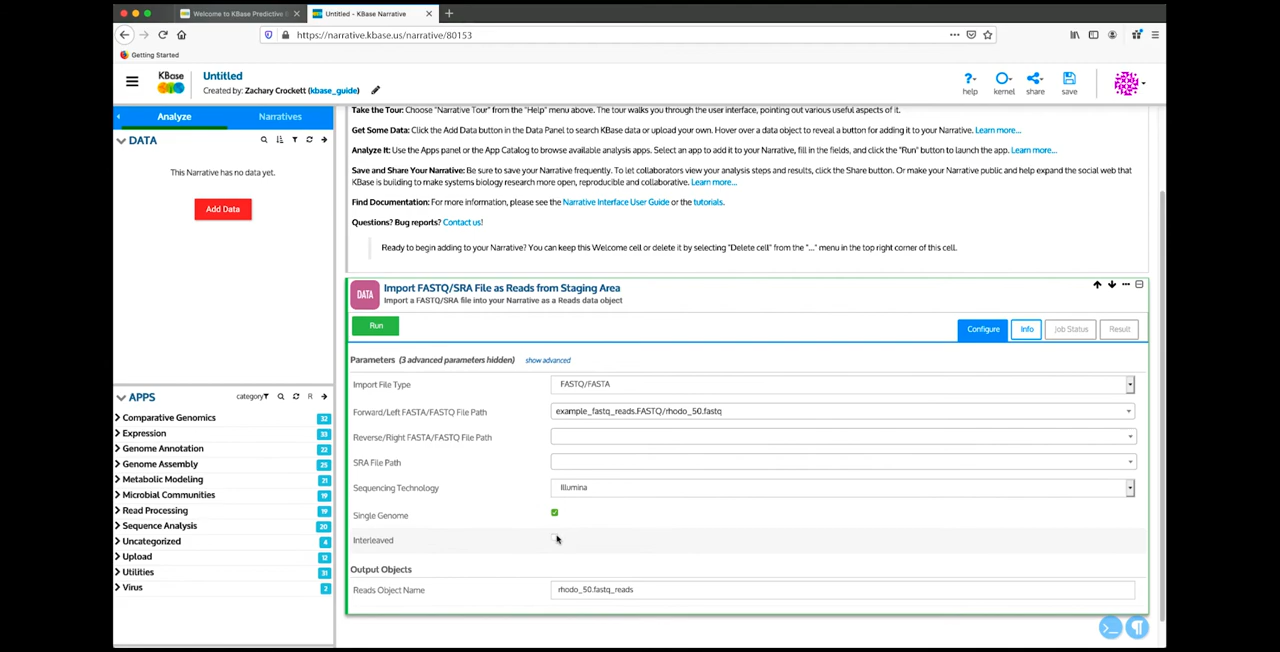 Welcome to KBase Predictive
Untitled - KBase Narrative
https://narrative.kbase.us/narrative/80153
Getting Started
KBase
Untitled
Created by: Zachary Crockett (kbase_guide)
help
kernel
share
save
Analyze
Narratives
DATA
This Narrative has no data yet.
Add Data
APPS
category
R
Comparative Genomics 32
Expression 33
Genome Annotation 22
Genome Assembly 25
Metabolic Modeling 21
Microbial Communities 19
Read Processing 19
Sequence Analysis 20
Uncategorized 4
Upload 12
Utilities 31
Virus 2
Take the Tour: Choose "Narrative Tour" from the "Help" menu above. The tour walks you through the user interface, pointing out various useful aspects of it.
Get Some Data: Click the Add Data button in the Data Panel to search KBase data or upload your own. Hover over a data object to reveal a button for adding it to your Narrative. Learn more...
Analyze It: Use the Apps panel or the App Catalog to browse available analysis apps. Select an app to add it to your Narrative, fill in the fields, and click the "Run" button to launch the app. Learn more...
Save and Share Your Narrative: Be sure to save your Narrative frequently. To let collaborators view your analysis steps and results, click the Share button. Or make your Narrative public and help expand the social web that
KBase is building to make systems biology research more open, reproducible and collaborative. Learn more...
Find Documentation: For more information, please see the Narrative Interface User Guide or the tutorials.
Questions? Bug reports? Contact us!
Ready to begin adding to your Narrative? You can keep this Welcome cell or delete it by selecting "Delete cell" from the "..." menu in the top right corner of this cell.
DATA
Import FASTQ/SRA File as Reads from Staging Area
Import a FASTQ/SRA file into your Narrative as a Reads data object
Run
Configure
Info
Job Status
Result
Parameters (3 advanced parameters hidden) show advanced
Import File Type FASTQ/FASTA
Forward/Left FASTA/FASTQ File Path example_fastq_reads.FASTQ/rhodo_50.fastq
Reverse/Right FASTA/FASTQ File Path
SRA File Path
Sequencing Technology Illumina
Single Genome
Interleaved
Output Objects
Reads Object Name rhodo_50.fastq_reads